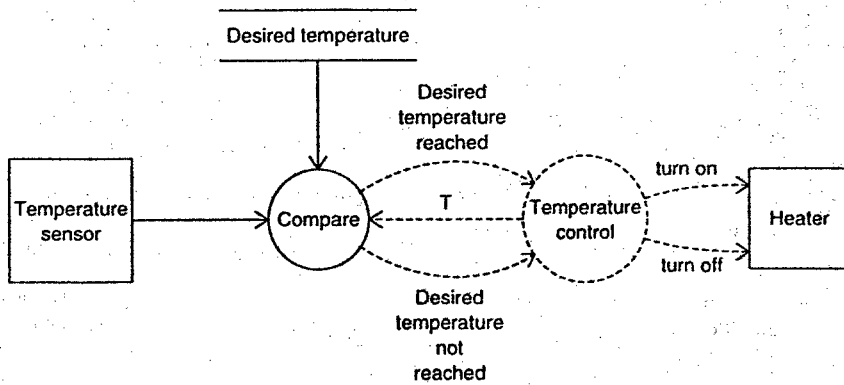 Desired temperature
Desired
temperature
reached
turn on
Temperature
sensor
Compare
T
Temperature
control
Heater
turn off
Desired
temperature
not
reached